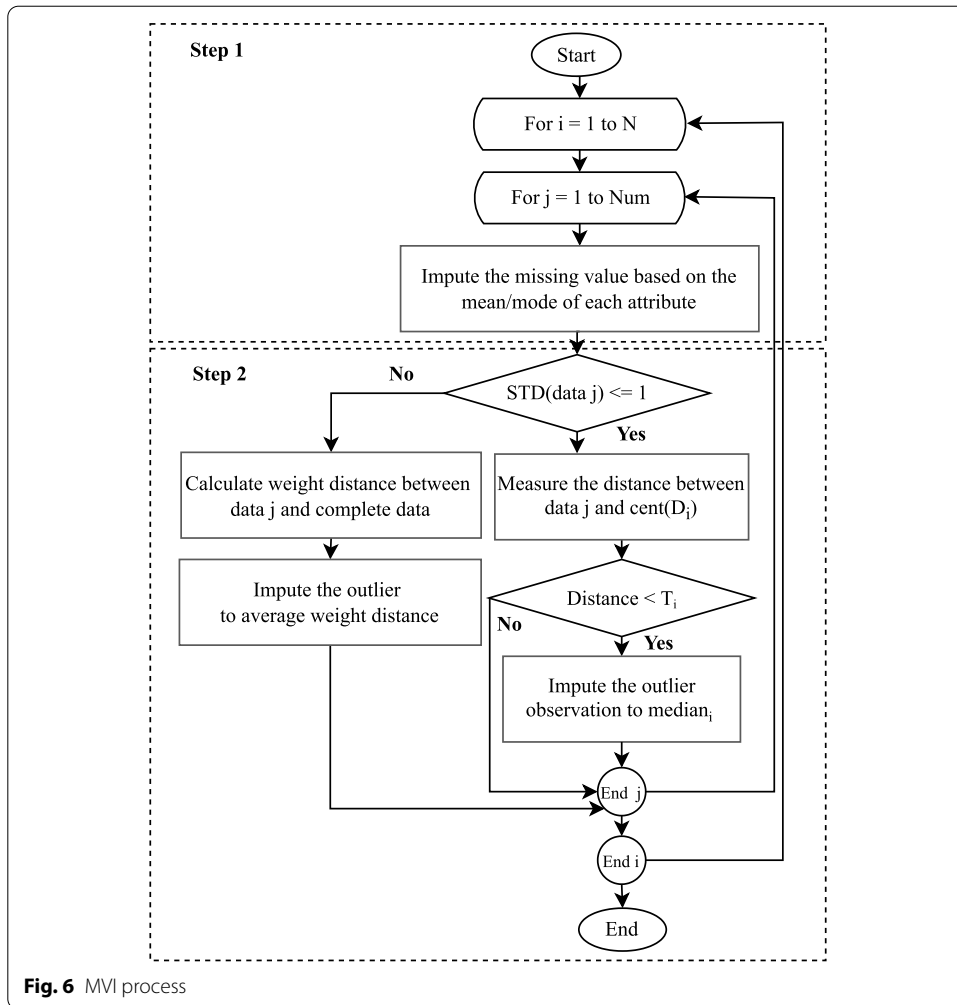 Step 1
Start
For i = 1 to N
For j = 1 to Num
Impute the missing value based on the
mean/mode of each attribute
Step 2
No
STD(data j) <= 1
Yes
Calculate weight distance between
data j and complete data
Measure the distance between
data j and cent(Di)
Impute the outlier
to average weight distance
Distance < Ti
No
Yes
Impute the outlier
observation to mediani
End j
End i
End
Fig. 6 MVI process